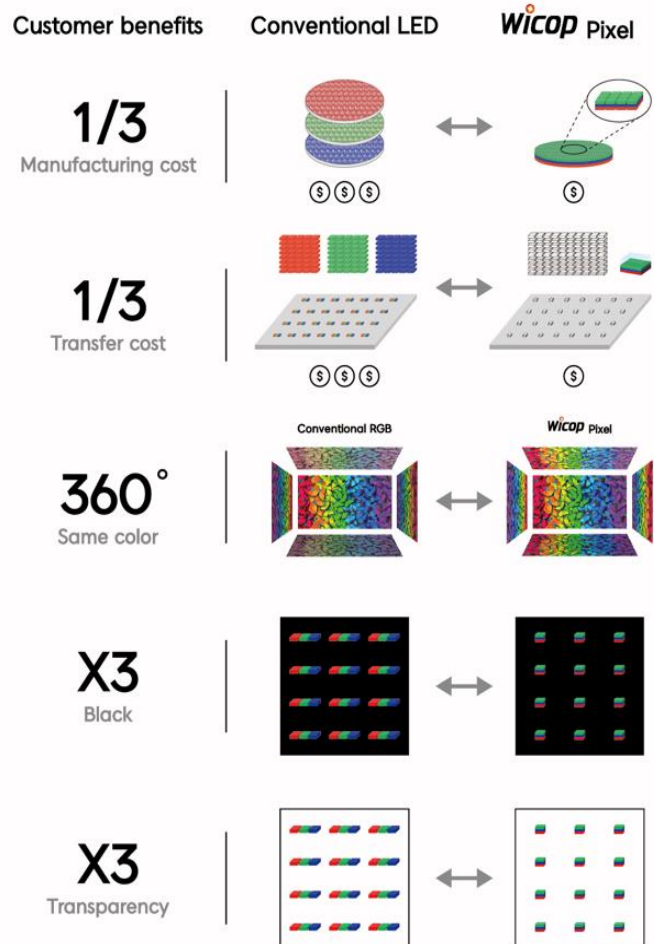 Customer benefits
Conventional LED
Wicop Pixel
1/3
Manufacturing cost
$ $ $
$
1/3
Transfer cost
$ $ $
$
Conventional RGB
Wicop Pixel
360°
Same color
X3
Black
X3
Transparency